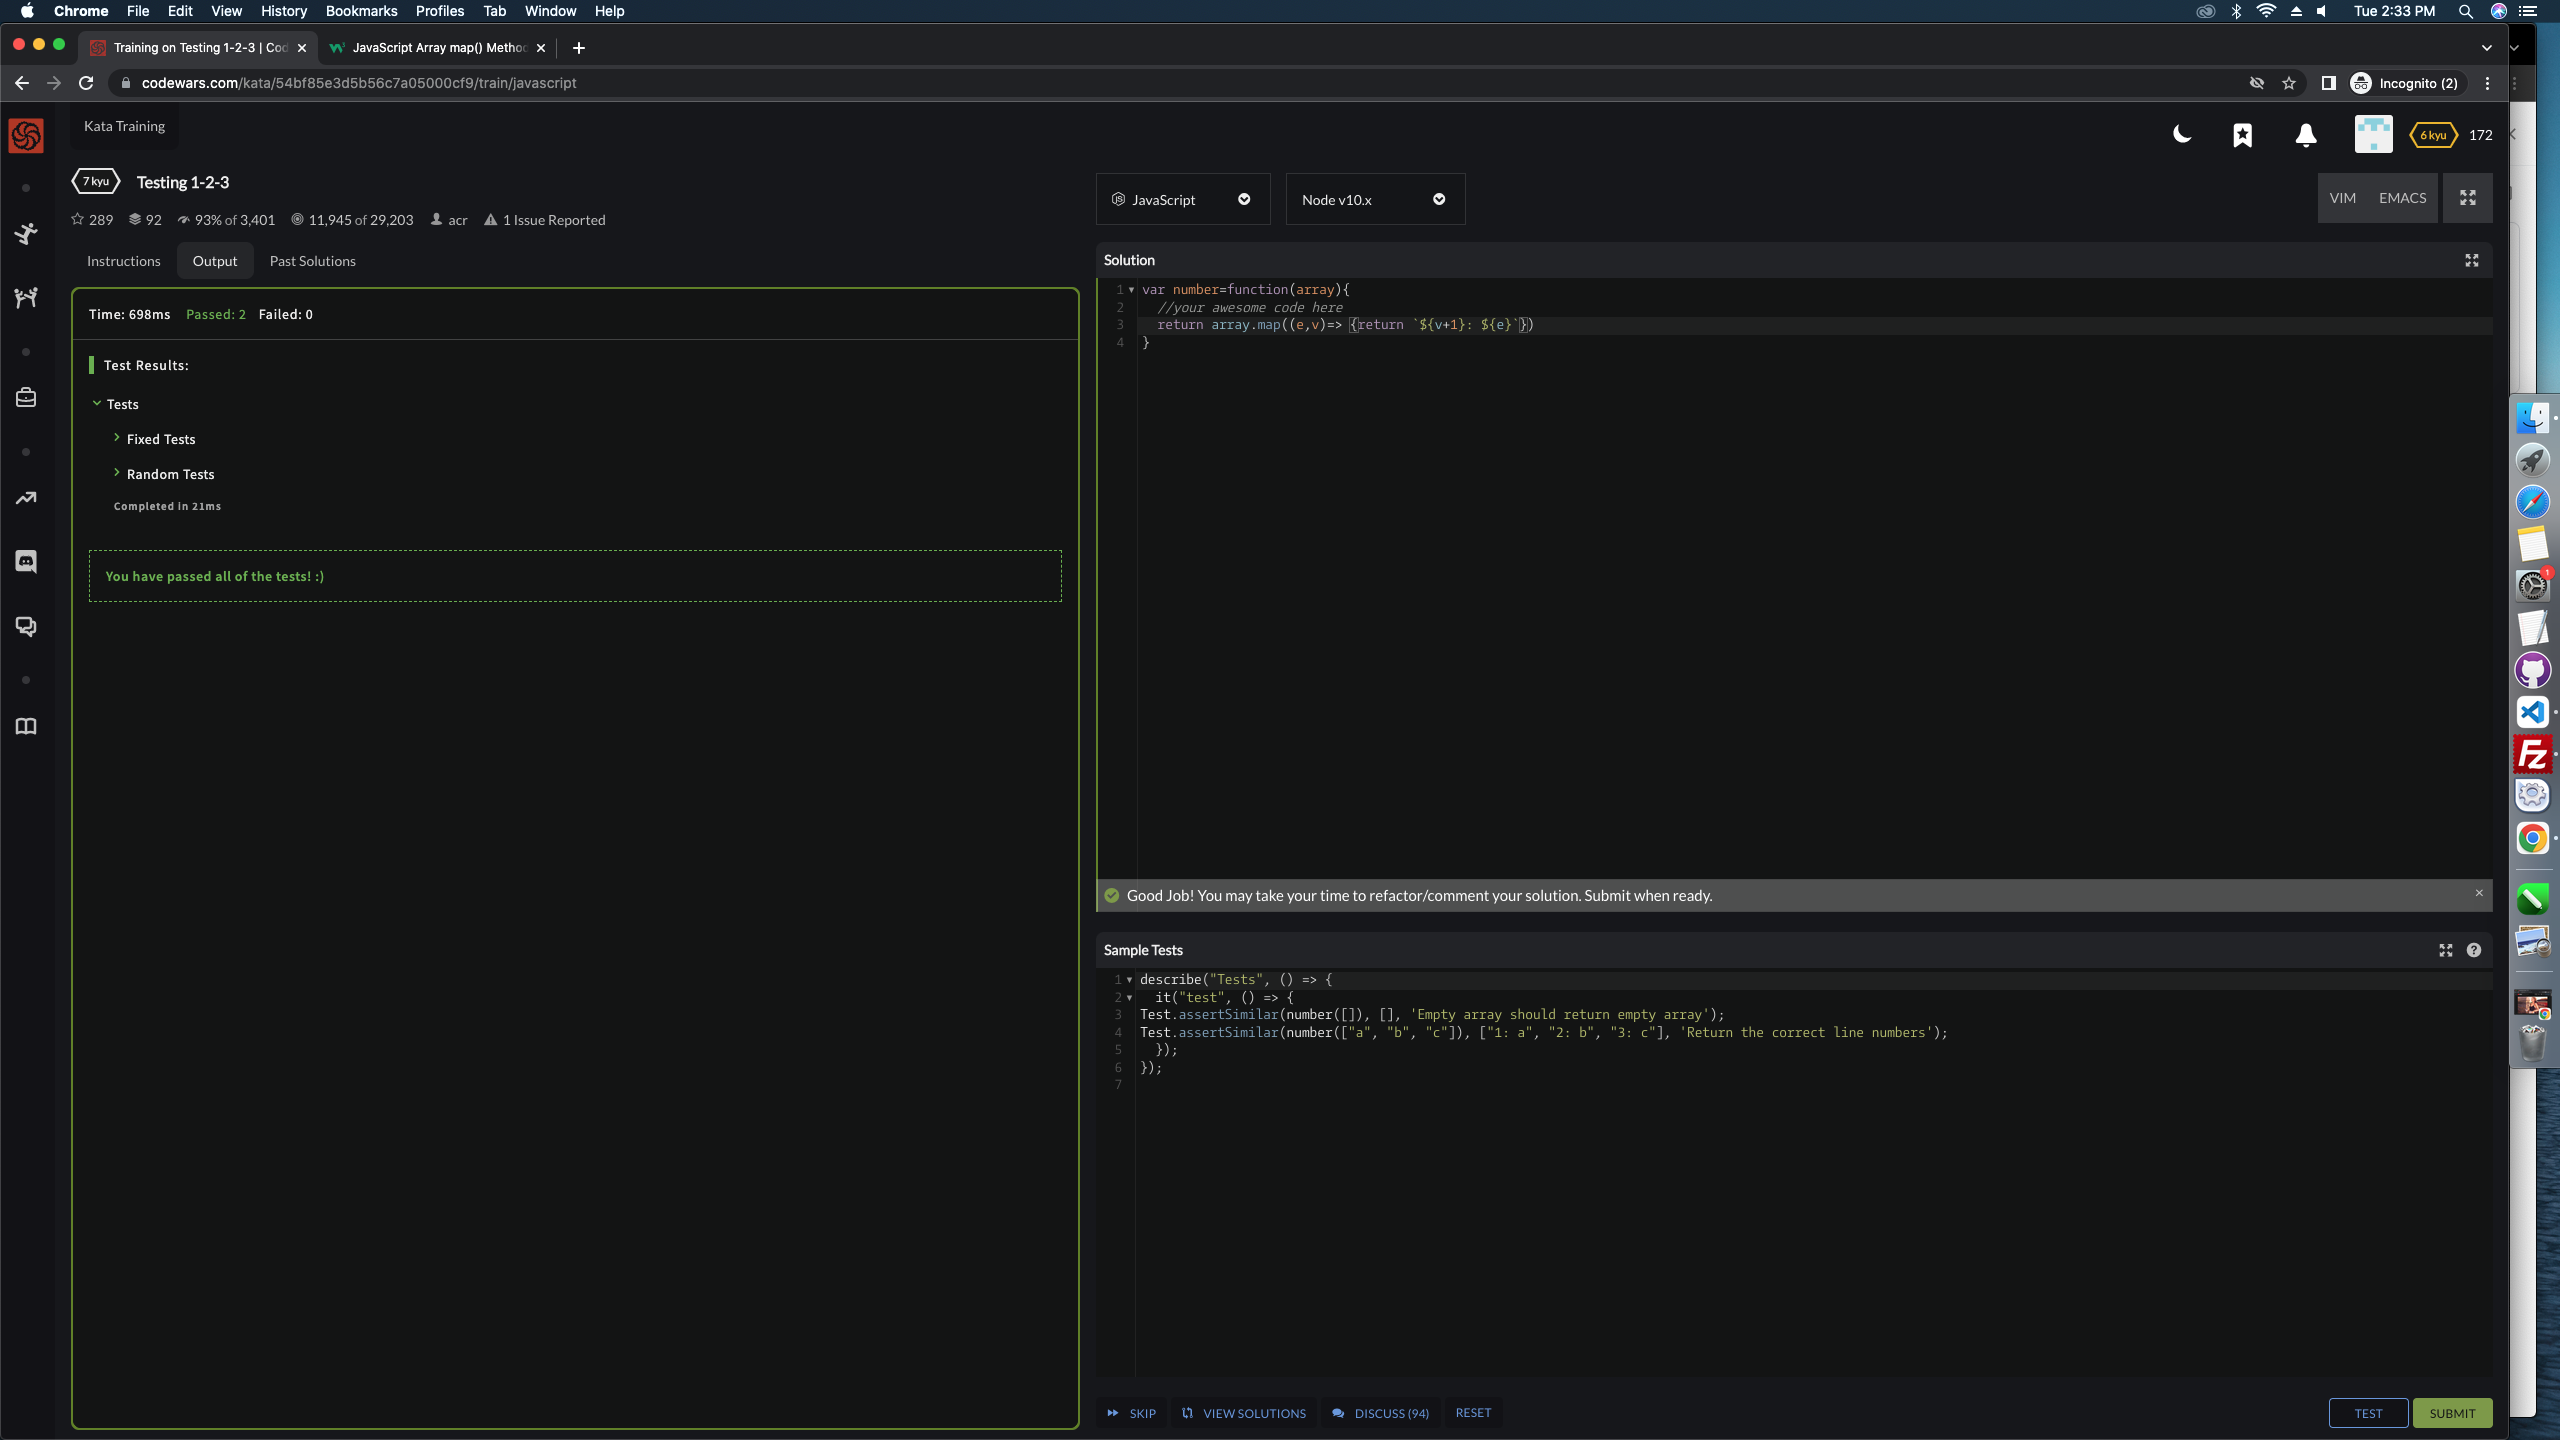 Chrome File Edit View History Bookmarks Profiles Tab Window Help Tue 2:33 PM
Training on Testing 1-2-3 | Cod JavaScript Array map() Method
codewars.com/kata/54bf85e3d5b56c7a05000cf9/train/javascript Incognito (2)
Kata Training
6 kyu 172
7 kyu Testing 1-2-3
289 92 93% of 3,401 11,945 of 29,203 acr 1 Issue Reported
Instructions Output Past Solutions
Time: 698ms Passed: 2 Failed: 0
Test Results:
Tests
Fixed Tests
Random Tests
Completed in 21ms
You have passed all of the tests! :)
JavaScript Node v10.x VIM EMACS
Solution
1 var number=function(array){
2 //your awesome code here
3 return array.map((e,v)=> {return `${v+1}: ${e}`})
4 }
Good Job! You may take your time to refactor/comment your solution. Submit when ready.
Sample Tests
1 describe("Tests", () => {
2 it("test", () => {
3 Test.assertSimilar(number([]), [], 'Empty array should return empty array');
4 Test.assertSimilar(number(["a", "b", "c"]), ["1: a", "2: b", "3: c"], 'Return the correct line numbers');
5 });
6 });
7
SKIP VIEW SOLUTIONS DISCUSS (94) RESET TEST SUBMIT
1
Fz